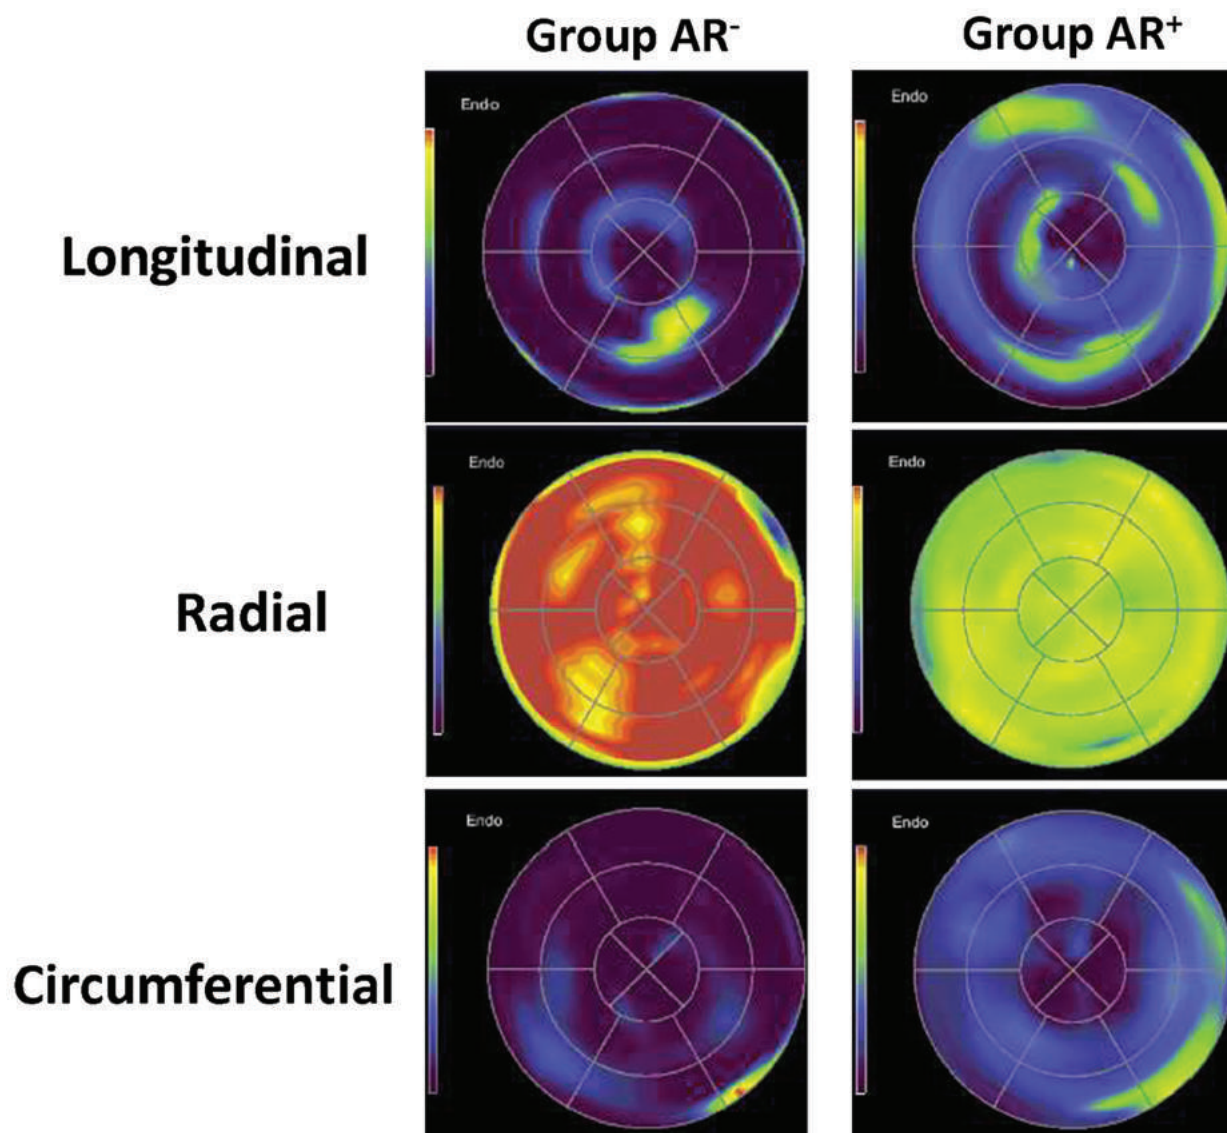 Group AR⁻ Group AR⁺
Endo Endo
Longitudinal
Endo Endo
Radial
Endo Endo
Circumferential